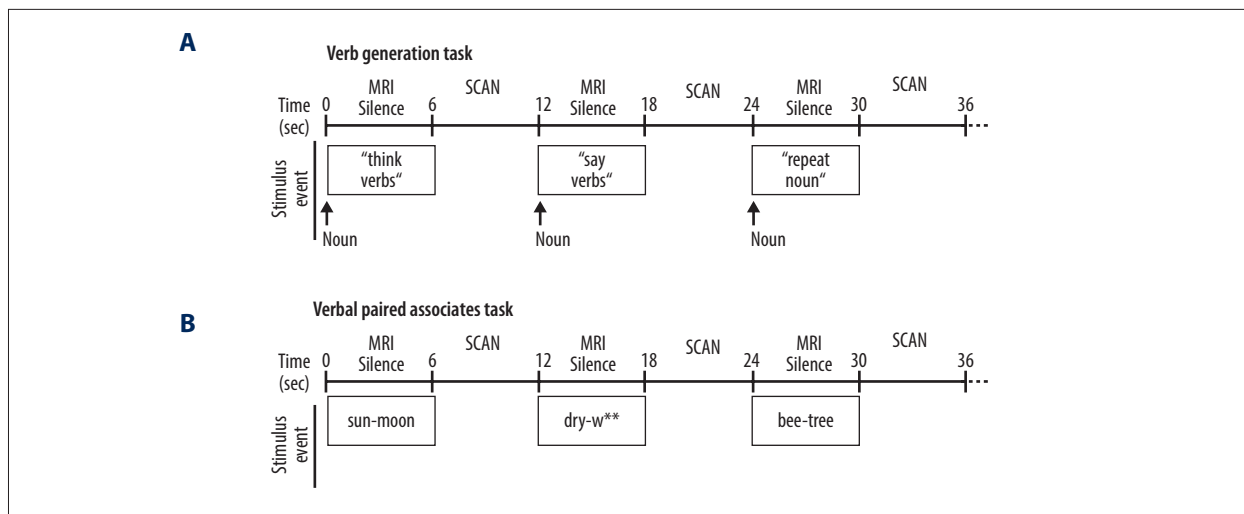 A
Verb generation task
Time
(sec)
0
MRI
Silence
6
SCAN
12
MRI
Silence
18
SCAN
24
MRI
Silence
30
SCAN
36
Stimulus
event
“think
verbs“
“say
verbs“
“repeat
noun“
Noun
Noun
Noun
B
Verbal paired associates task
Time
(sec)
0
MRI
Silence
6
SCAN
12
MRI
Silence
18
SCAN
24
MRI
Silence
30
SCAN
36
Stimulus
event
sun-moon
dry-w**
bee-tree